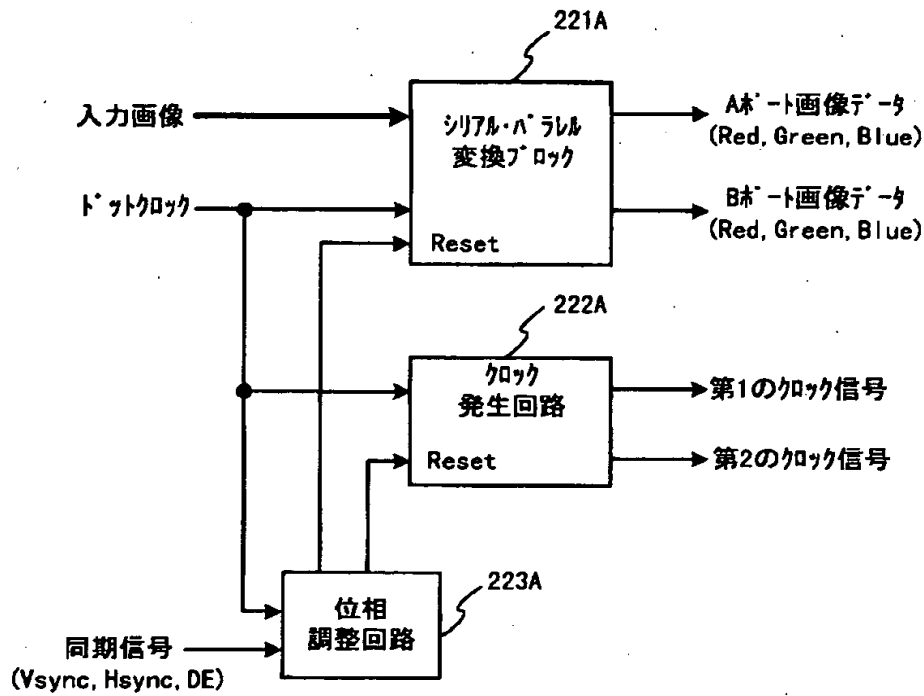 221A
入力画像
ｼﾘｱﾙ･ﾊﾟﾗﾚﾙ
変換ﾌﾞﾛｯｸ
Aﾎﾟｰﾄ画像ﾃﾞｰﾀ
(Red, Green, Blue)
ﾄﾞｯﾄｸﾛｯｸ
Bﾎﾟｰﾄ画像ﾃﾞｰﾀ
(Red, Green, Blue)
Reset
222A
ｸﾛｯｸ
発生回路
第1のｸﾛｯｸ信号
Reset
第2のｸﾛｯｸ信号
223A
位相
調整回路
同期信号
(Vsync, Hsync, DE)